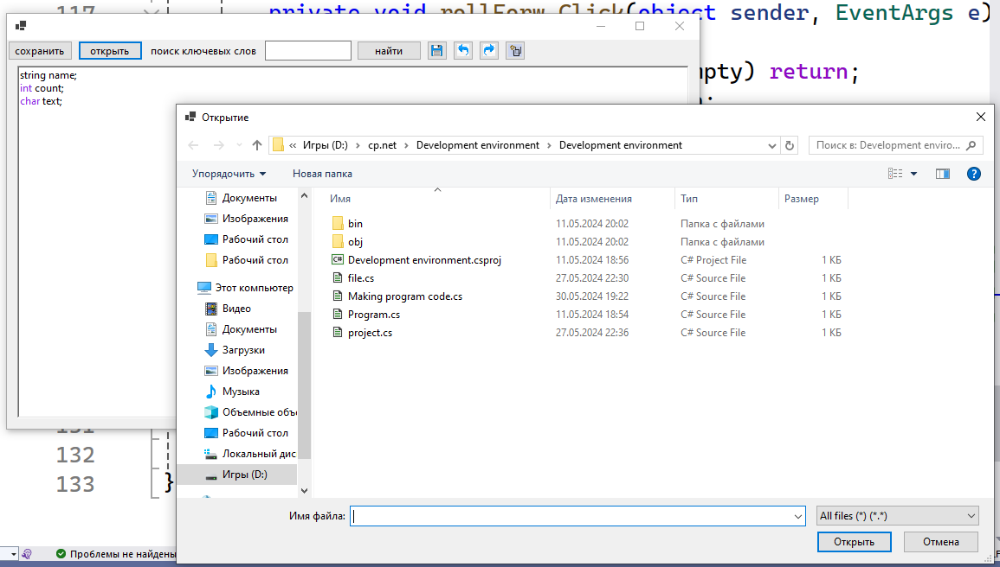 117 private void rollForw_Click(object sender, EventArgs e)
сохранить открыть поиск ключевых слов найти
mpty) return;
string name;
int count;
char text;
Открытие
« Игры (D:) › cp.net › Development environment › Development environment
Поиск в: Development enviro...
Упорядочить Новая папка
Имя Дата изменения Тип Размер
Документы
Изображения
Рабочий стол
Рабочий стол
Этот компьютер
Видео
Документы
Загрузки
Изображения
Музыка
Объемные объ
Рабочий стол
Локальный дис
Игры (D:)
bin 11.05.2024 20:02 Папка с файлами
obj 11.05.2024 20:02 Папка с файлами
Development environment.csproj 11.05.2024 18:56 C# Project File 1 КБ
file.cs 27.05.2024 22:30 C# Source File 1 КБ
Making program code.cs 30.05.2024 19:22 C# Source File 1 КБ
Program.cs 11.05.2024 18:54 C# Source File 1 КБ
project.cs 27.05.2024 22:36 C# Source File 1 КБ
131
132
133 }
Имя файла: All files (*) (*.*)
Открыть Отмена
Проблемы не найдены